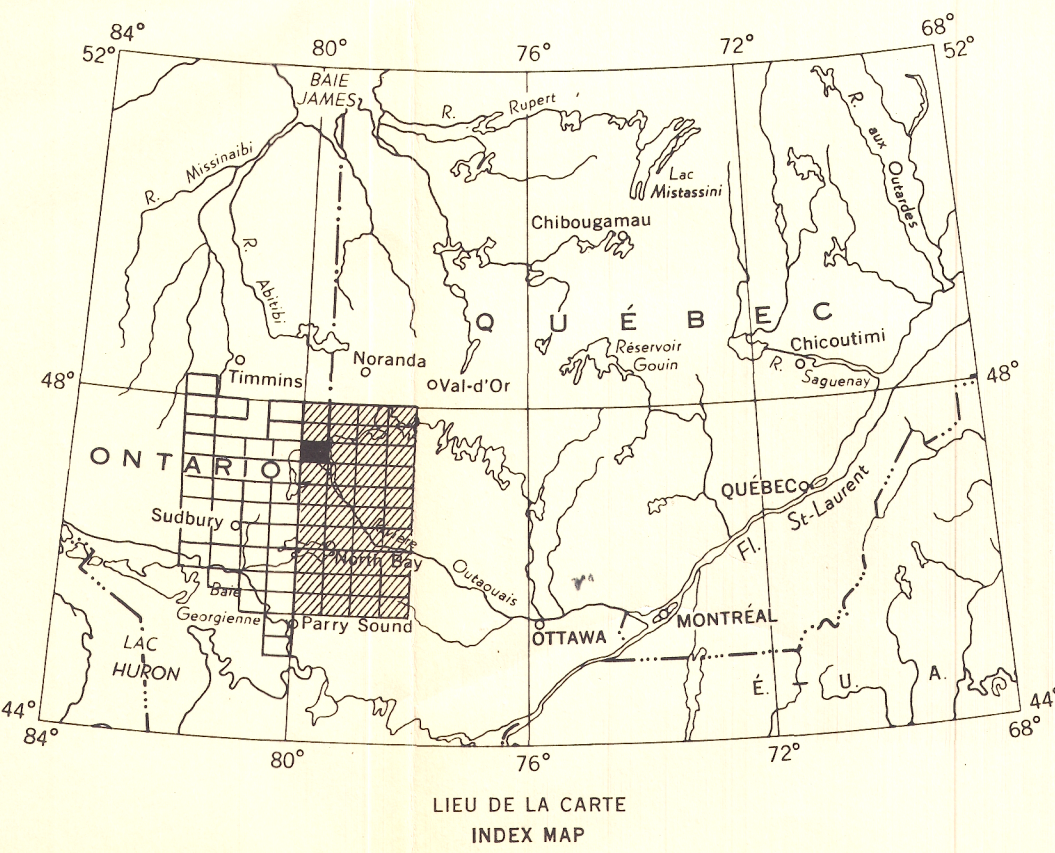 84°
80°
76°
72°
68°
52°
52°
BAIE
JAMES
R. Rupert
R. Missinaibi
Lac
Mistassini
R. aux Outardes
Chibougamau
R. Abitibi
QUÉBEC
Chicoutimi
Réservoir
Gouin
R. Saguenay
Noranda
Timmins
Val-d'Or
48°
48°
ONTARIO
QUÉBEC
St-Laurent
Fl.
Sudbury
Rivière
North Bay
Outaouais
Baie
Georgienne
Parry Sound
OTTAWA
MONTRÉAL
LAC
HURON
É. U. A.
44°
44°
84°
80°
76°
72°
68°
LIEU DE LA CARTE
INDEX MAP